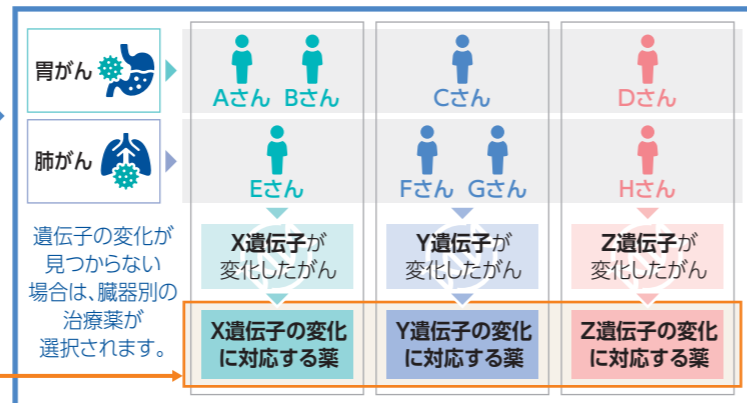 胃がん
Aさん Bさん
Cさん
Dさん
肺がん
Eさん
Fさん Gさん
Hさん
遺伝子の変化が
見つからない
場合は、臓器別の
治療薬が
選択されます。
X遺伝子が
変化したがん
Y遺伝子が
変化したがん
Z遺伝子が
変化したがん
X遺伝子の変化
に対応する薬
Y遺伝子の変化
に対応する薬
Z遺伝子の変化
に対応する薬